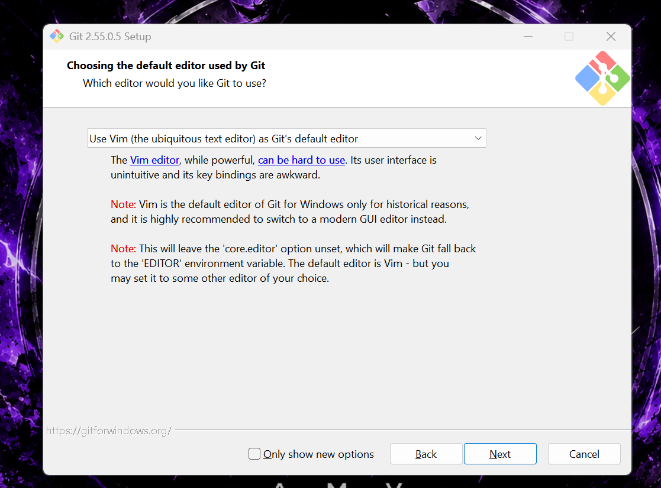 Git 2.55.0.5 Setup
Choosing the default editor used by Git
Which editor would you like Git to use?
Use Vim (the ubiquitous text editor) as Git's default editor
The Vim editor, while powerful, can be hard to use. Its user interface is
unintuitive and its key bindings are awkward.
Note: Vim is the default editor of Git for Windows only for historical reasons,
and it is highly recommended to switch to a modern GUI editor instead.
Note: This will leave the 'core.editor' option unset, which will make Git fall back
to the 'EDITOR' environment variable. The default editor is Vim - but you
may set it to some other editor of your choice.
https://gitforwindows.org/
Only show new options
Back
Next
Cancel